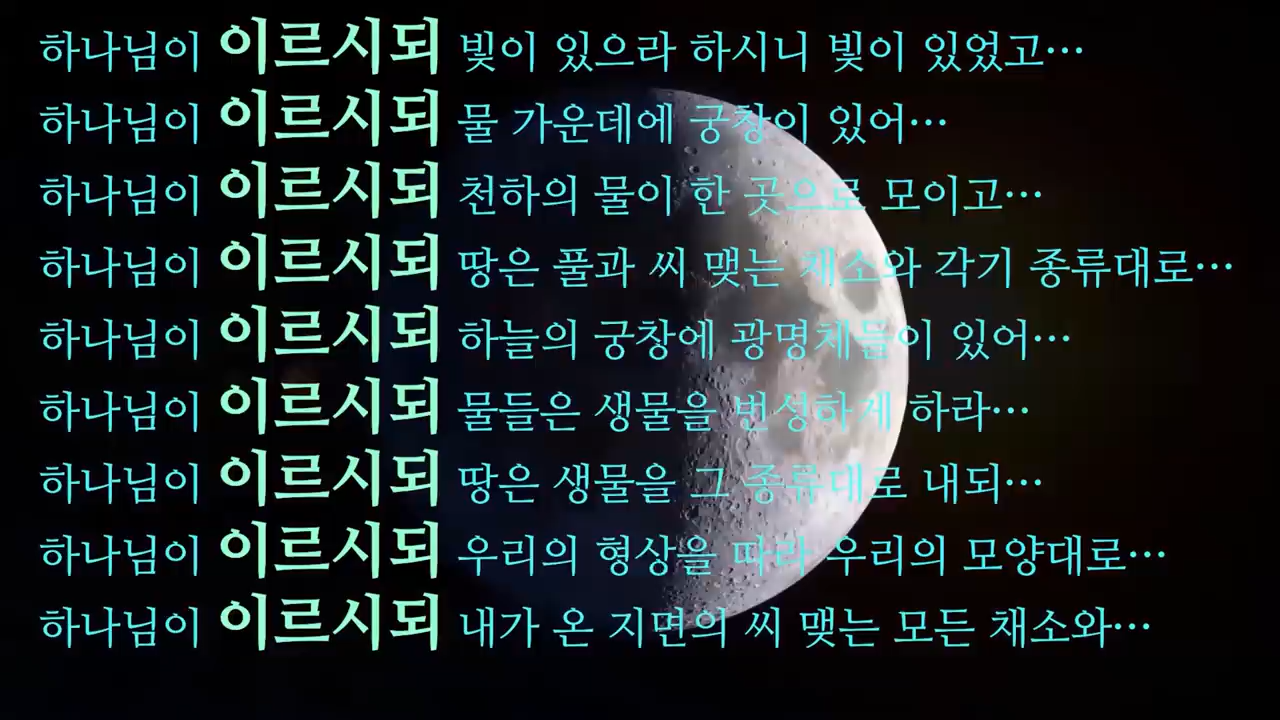 하나님이 이르시되 빛이 있으라 하시니 빛이 있었고…
하나님이 이르시되 물 가운데에 궁창이 있어…
하나님이 이르시되 천하의 물이 한 곳으로 모이고…
하나님이 이르시되 땅은 풀과 씨 맺는 채소와 각기 종류대로…
하나님이 이르시되 하늘의 궁창에 광명체들이 있어…
하나님이 이르시되 물들은 생물을 번성하게 하라…
하나님이 이르시되 땅은 생물을 그 종류대로 내되…
하나님이 이르시되 우리의 형상을 따라 우리의 모양대로…
하나님이 이르시되 내가 온 지면의 씨 맺는 모든 채소와…